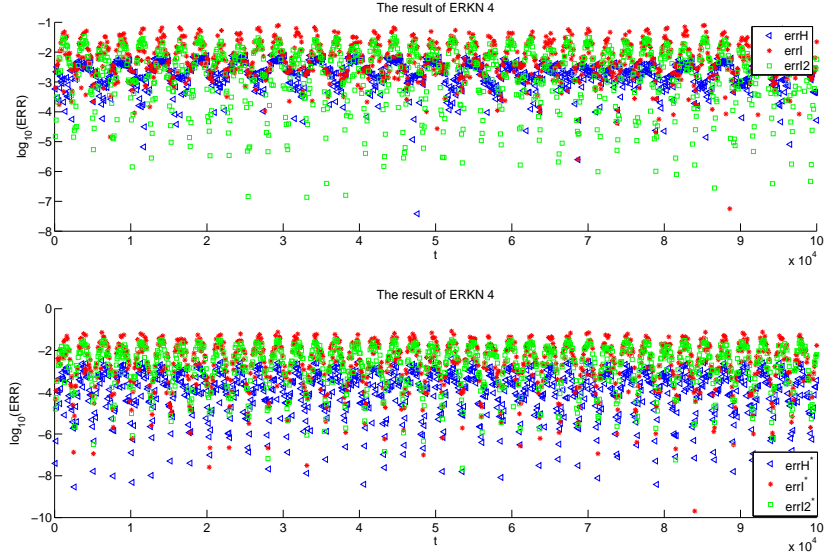 The result of ERKN 4
−1
−2
−3
−4
−5
−6
−7
−8
log10(ERR)
errH
errI
errI2
0 1 2 3 4 5 6 7 8 9 10
t
x 10^4
The result of ERKN 4
0
−2
−4
−6
−8
−10
log10(ERR)
errH*
errI*
errI2*
0 1 2 3 4 5 6 7 8 9 10
t
x 10^4